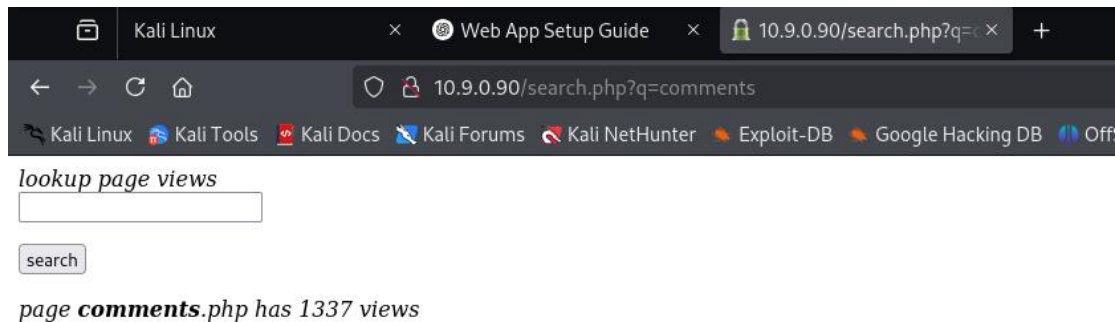 Kali Linux
Web App Setup Guide
10.9.0.90/search.php?q=
10.9.0.90/search.php?q=comments
Kali Linux Kali Tools Kali Docs Kali Forums Kali NetHunter Exploit-DB Google Hacking DB
lookup page views
search
page comments.php has 1337 views